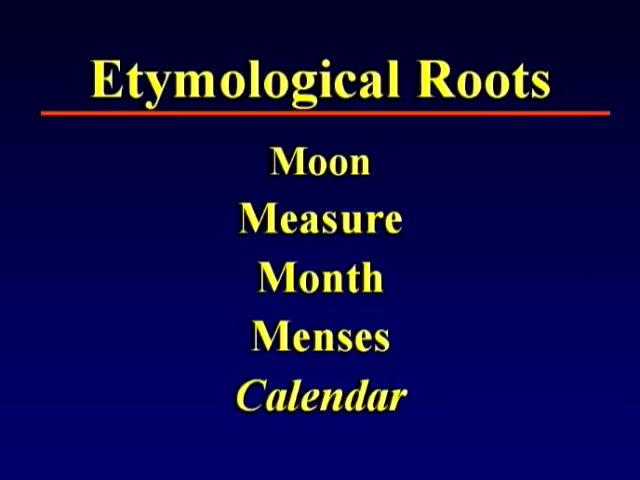 Etymological Roots
Moon
Measure
Month
Menses
Calendar